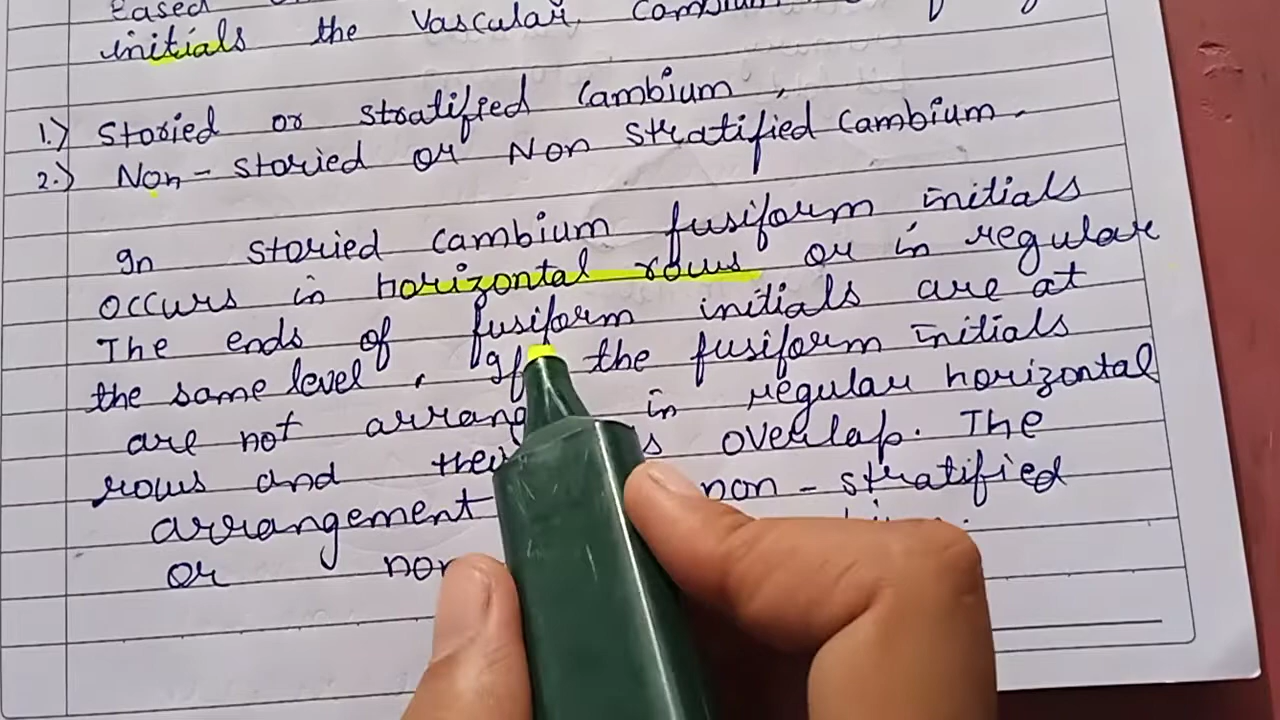 initials the Vascular
1.) Storied or stratified Cambium,
2.) Non-storied or Non stratified Cambium.
In storied cambium fusiform initials
occurs in horizontal rows or in regular
The ends of fusiform initials are at
the same level. If the fusiform initials
are not in regular horizontal
rows and overlap. The
arrangement non-stratified
or